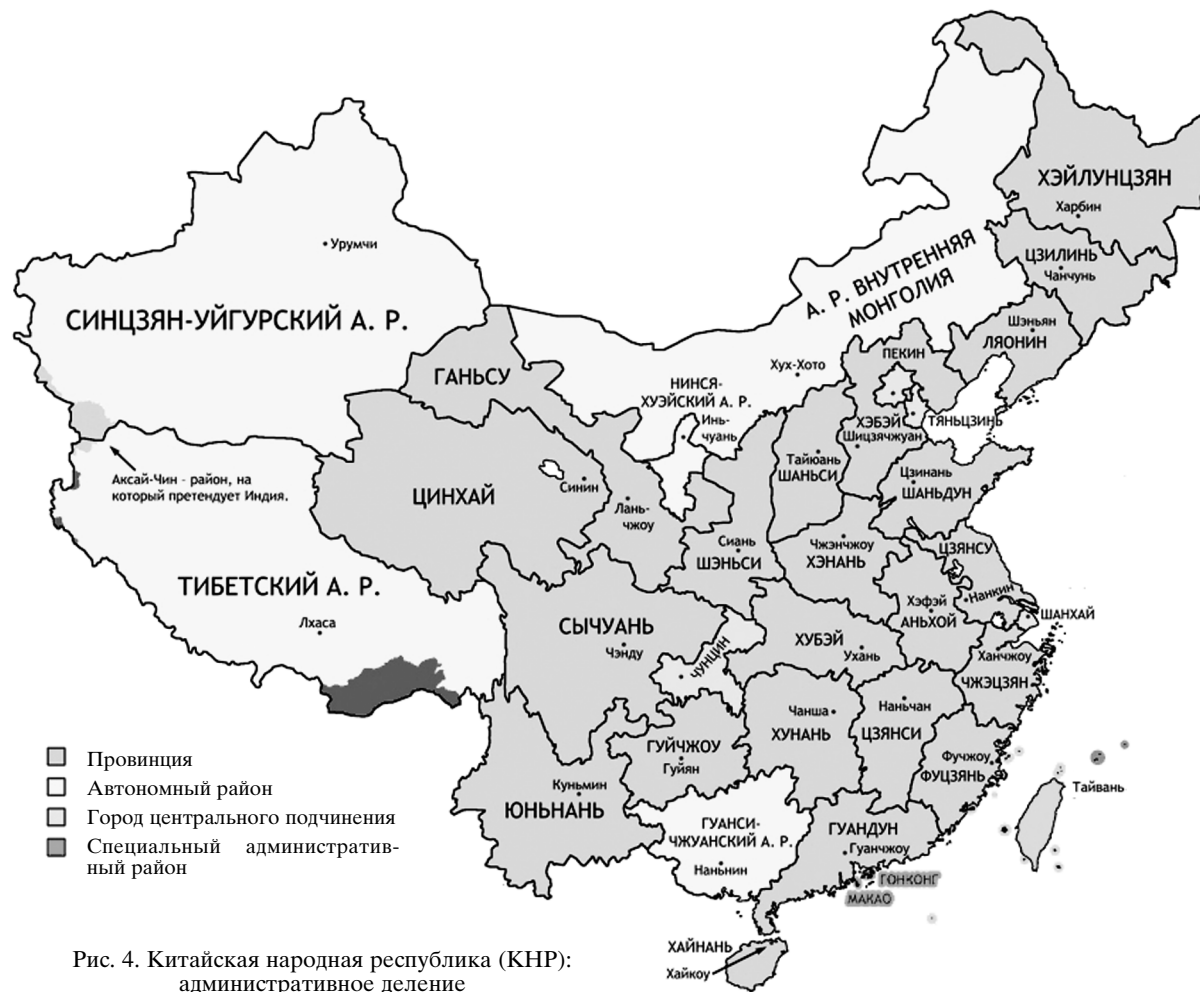 ХЭЙЛУНЦЗЯН
Харбин
ЦЗИЛИНЬ
Чанчунь
А. Р. ВНУТРЕННЯЯ
МОНГОЛИЯ
Урумчи
СИНЦЗЯН-УЙГУРСКИЙ А. Р.
Шэньян
ЛЯОНИН
ПЕКИН
ГАНЬСУ
Хух-Хото
НИНСЯ-
ХУЭЙСКИЙ А. Р.
Инь-
чуань
ХЭБЭЙ
Шицзячжуан
ТЯНЬЦЗИНЬ
Тайюань
ШАНЬСИ
Цзинань
ШАНЬДУН
Аксай-Чин - район, на
который претендует Индия.
ЦИНХАЙ
Синин
Лань-
чжоу
Сиань
ШЭНЬСИ
Чжэнчжоу
ХЭНАНЬ
ЦЗЯНСУ
Нанкин
Хэфэй
АНЬХОЙ
ШАНХАЙ
ТИБЕТСКИЙ А. Р.
Лхаса
СЫЧУАНЬ
Чэнду
ЧУНЦИН
ХУБЭЙ
Ухань
Ханчжоу
ЧЖЭЦЗЯН
Чанша
ХУНАНЬ
Наньчан
ЦЗЯНСИ
ГУЙЧЖОУ
Гуйян
Фучжоу
ФУЦЗЯНЬ
Тайвань
Куньмин
ЮНЬНАНЬ
ГУАНСИ-
ЧЖУАНСКИЙ А. Р.
Наньнин
ГУАНДУН
Гуанчжоу
ГОНКОНГ
МАКАО
ХАЙНАНЬ
Хайкоу
Провинция
Автономный район
Город центрального подчинения
Специальный административ-
ный район
Рис. 4. Китайская народная республика (КНР):
административное деление